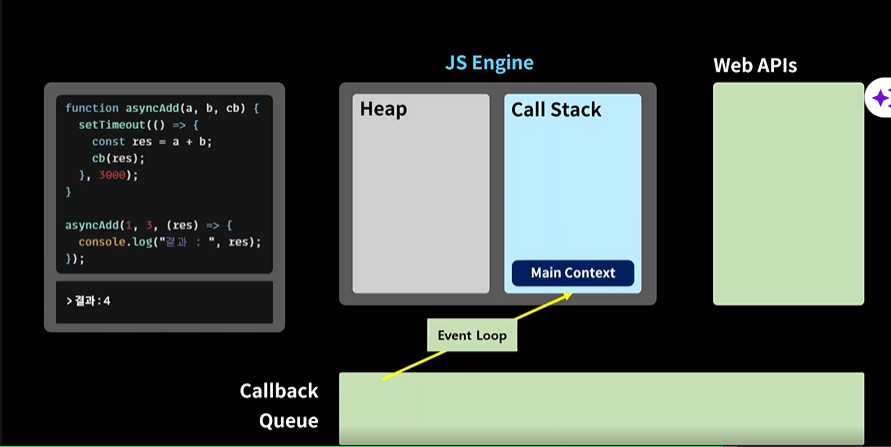 JS Engine
Web APIs
function asyncAdd(a, b, cb) {
setTimeout(() => {
const res = a + b;
cb(res);
}, 3000);
}
asyncAdd(1, 3, (res) => {
console.log("결과 : ", res);
});
> 결과 : 4
Heap
Call Stack
Main Context
Event Loop
Callback
Queue